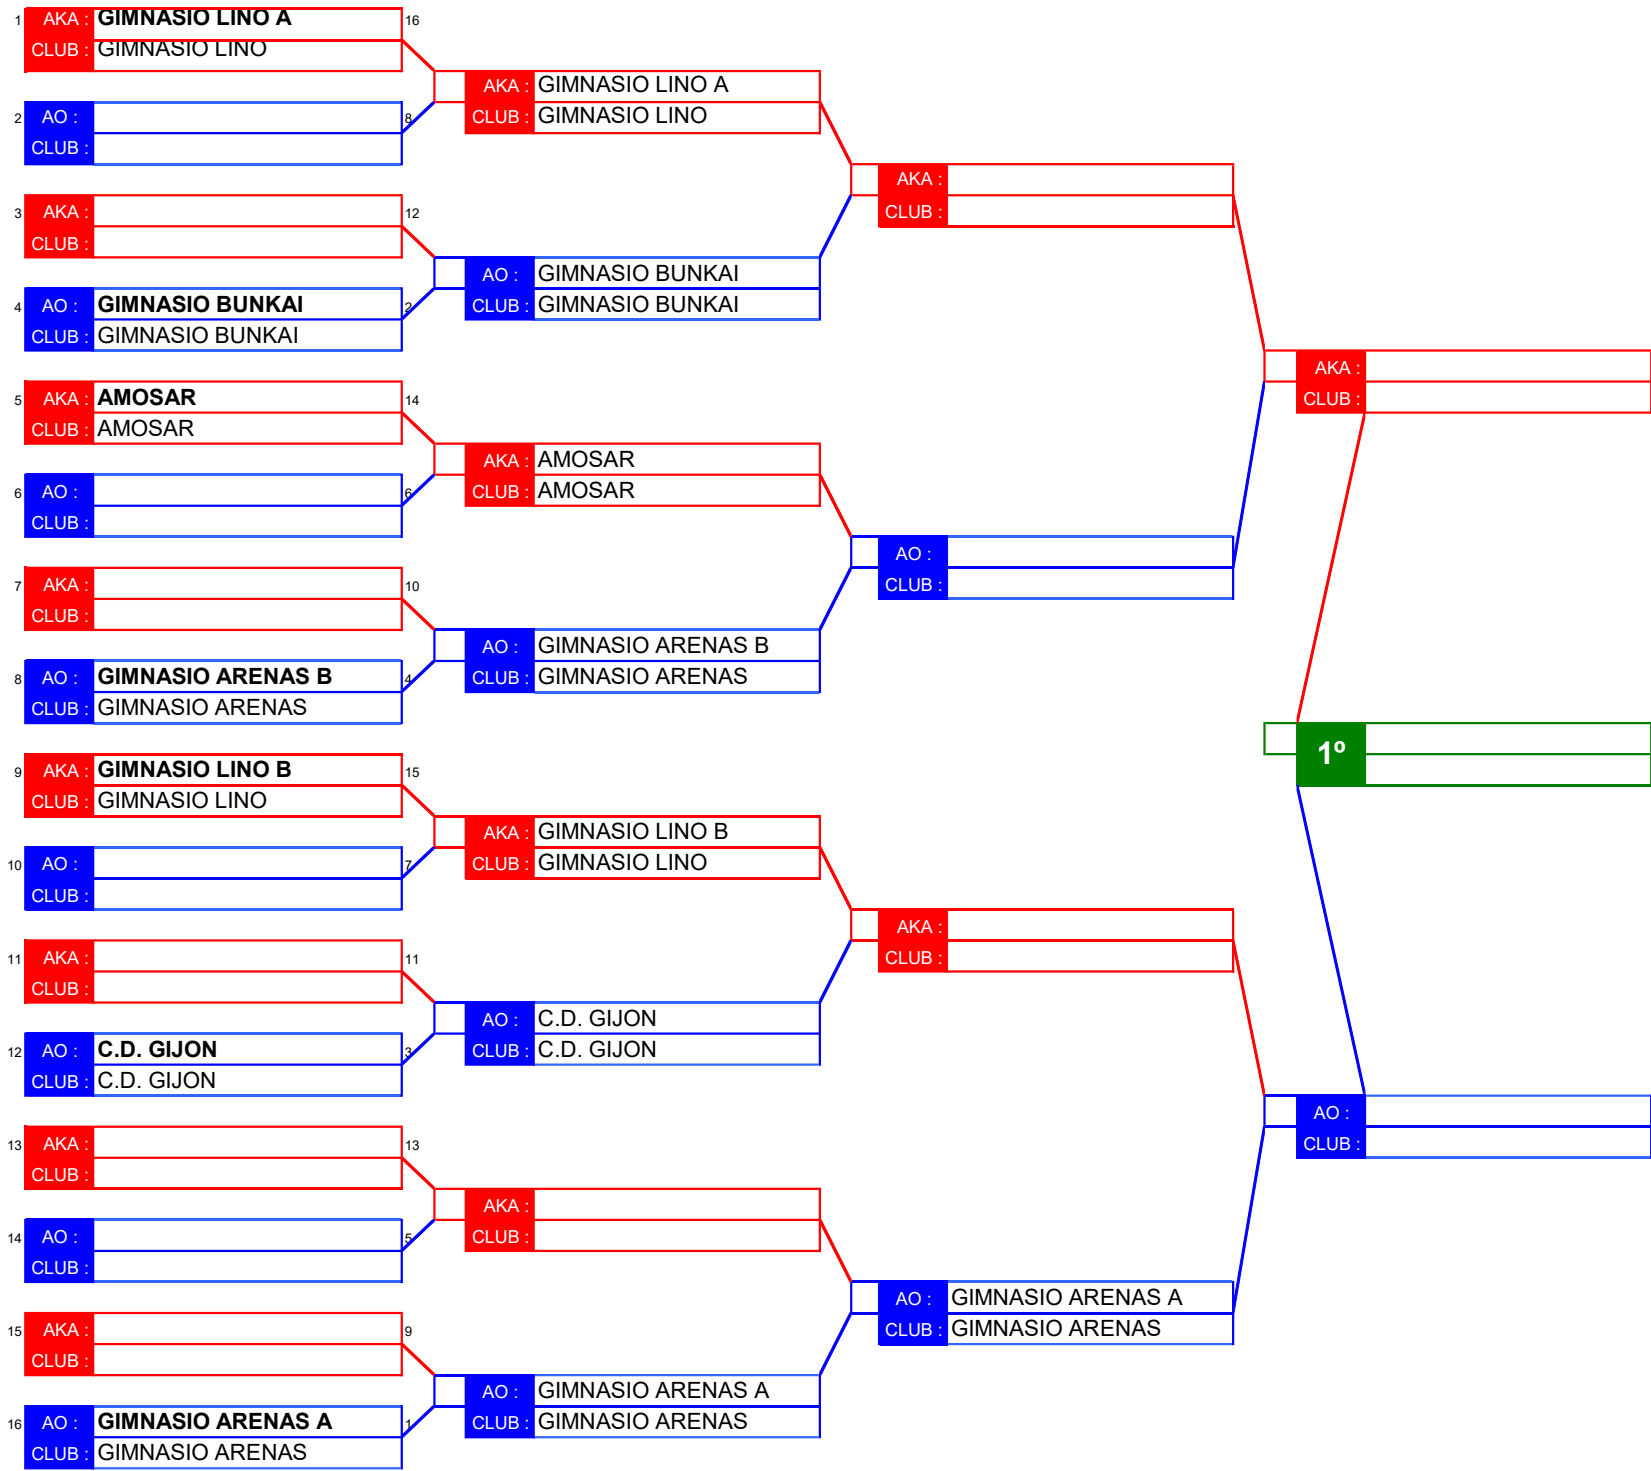 1 AKA : GIMNASIO LINO A 16
CLUB : GIMNASIO LINO
AKA : GIMNASIO LINO A
CLUB : GIMNASIO LINO
2 AO : 8
CLUB :
AKA :
CLUB :
3 AKA : 12
CLUB :
AO : GIMNASIO BUNKAI
CLUB : GIMNASIO BUNKAI
4 AO : GIMNASIO BUNKAI 2
CLUB : GIMNASIO BUNKAI
AKA :
CLUB :
5 AKA : AMOSAR 14
CLUB : AMOSAR
AKA : AMOSAR
CLUB : AMOSAR
6 AO : 6
CLUB :
AO :
CLUB :
7 AKA : 10
CLUB :
AO : GIMNASIO ARENAS B
CLUB : GIMNASIO ARENAS
8 AO : GIMNASIO ARENAS B 4
CLUB : GIMNASIO ARENAS
1º
9 AKA : GIMNASIO LINO B 15
CLUB : GIMNASIO LINO
AKA : GIMNASIO LINO B
CLUB : GIMNASIO LINO
10 AO : 7
CLUB :
AKA :
CLUB :
11 AKA : 11
CLUB :
AO : C.D. GIJON
CLUB : C.D. GIJON
12 AO : C.D. GIJON 3
CLUB : C.D. GIJON
AO :
CLUB :
13 AKA : 13
CLUB :
AKA :
CLUB :
14 AO : 5
CLUB :
AO : GIMNASIO ARENAS A
CLUB : GIMNASIO ARENAS
15 AKA : 9
CLUB :
AO : GIMNASIO ARENAS A
CLUB : GIMNASIO ARENAS
16 AO : GIMNASIO ARENAS A 1
CLUB : GIMNASIO ARENAS